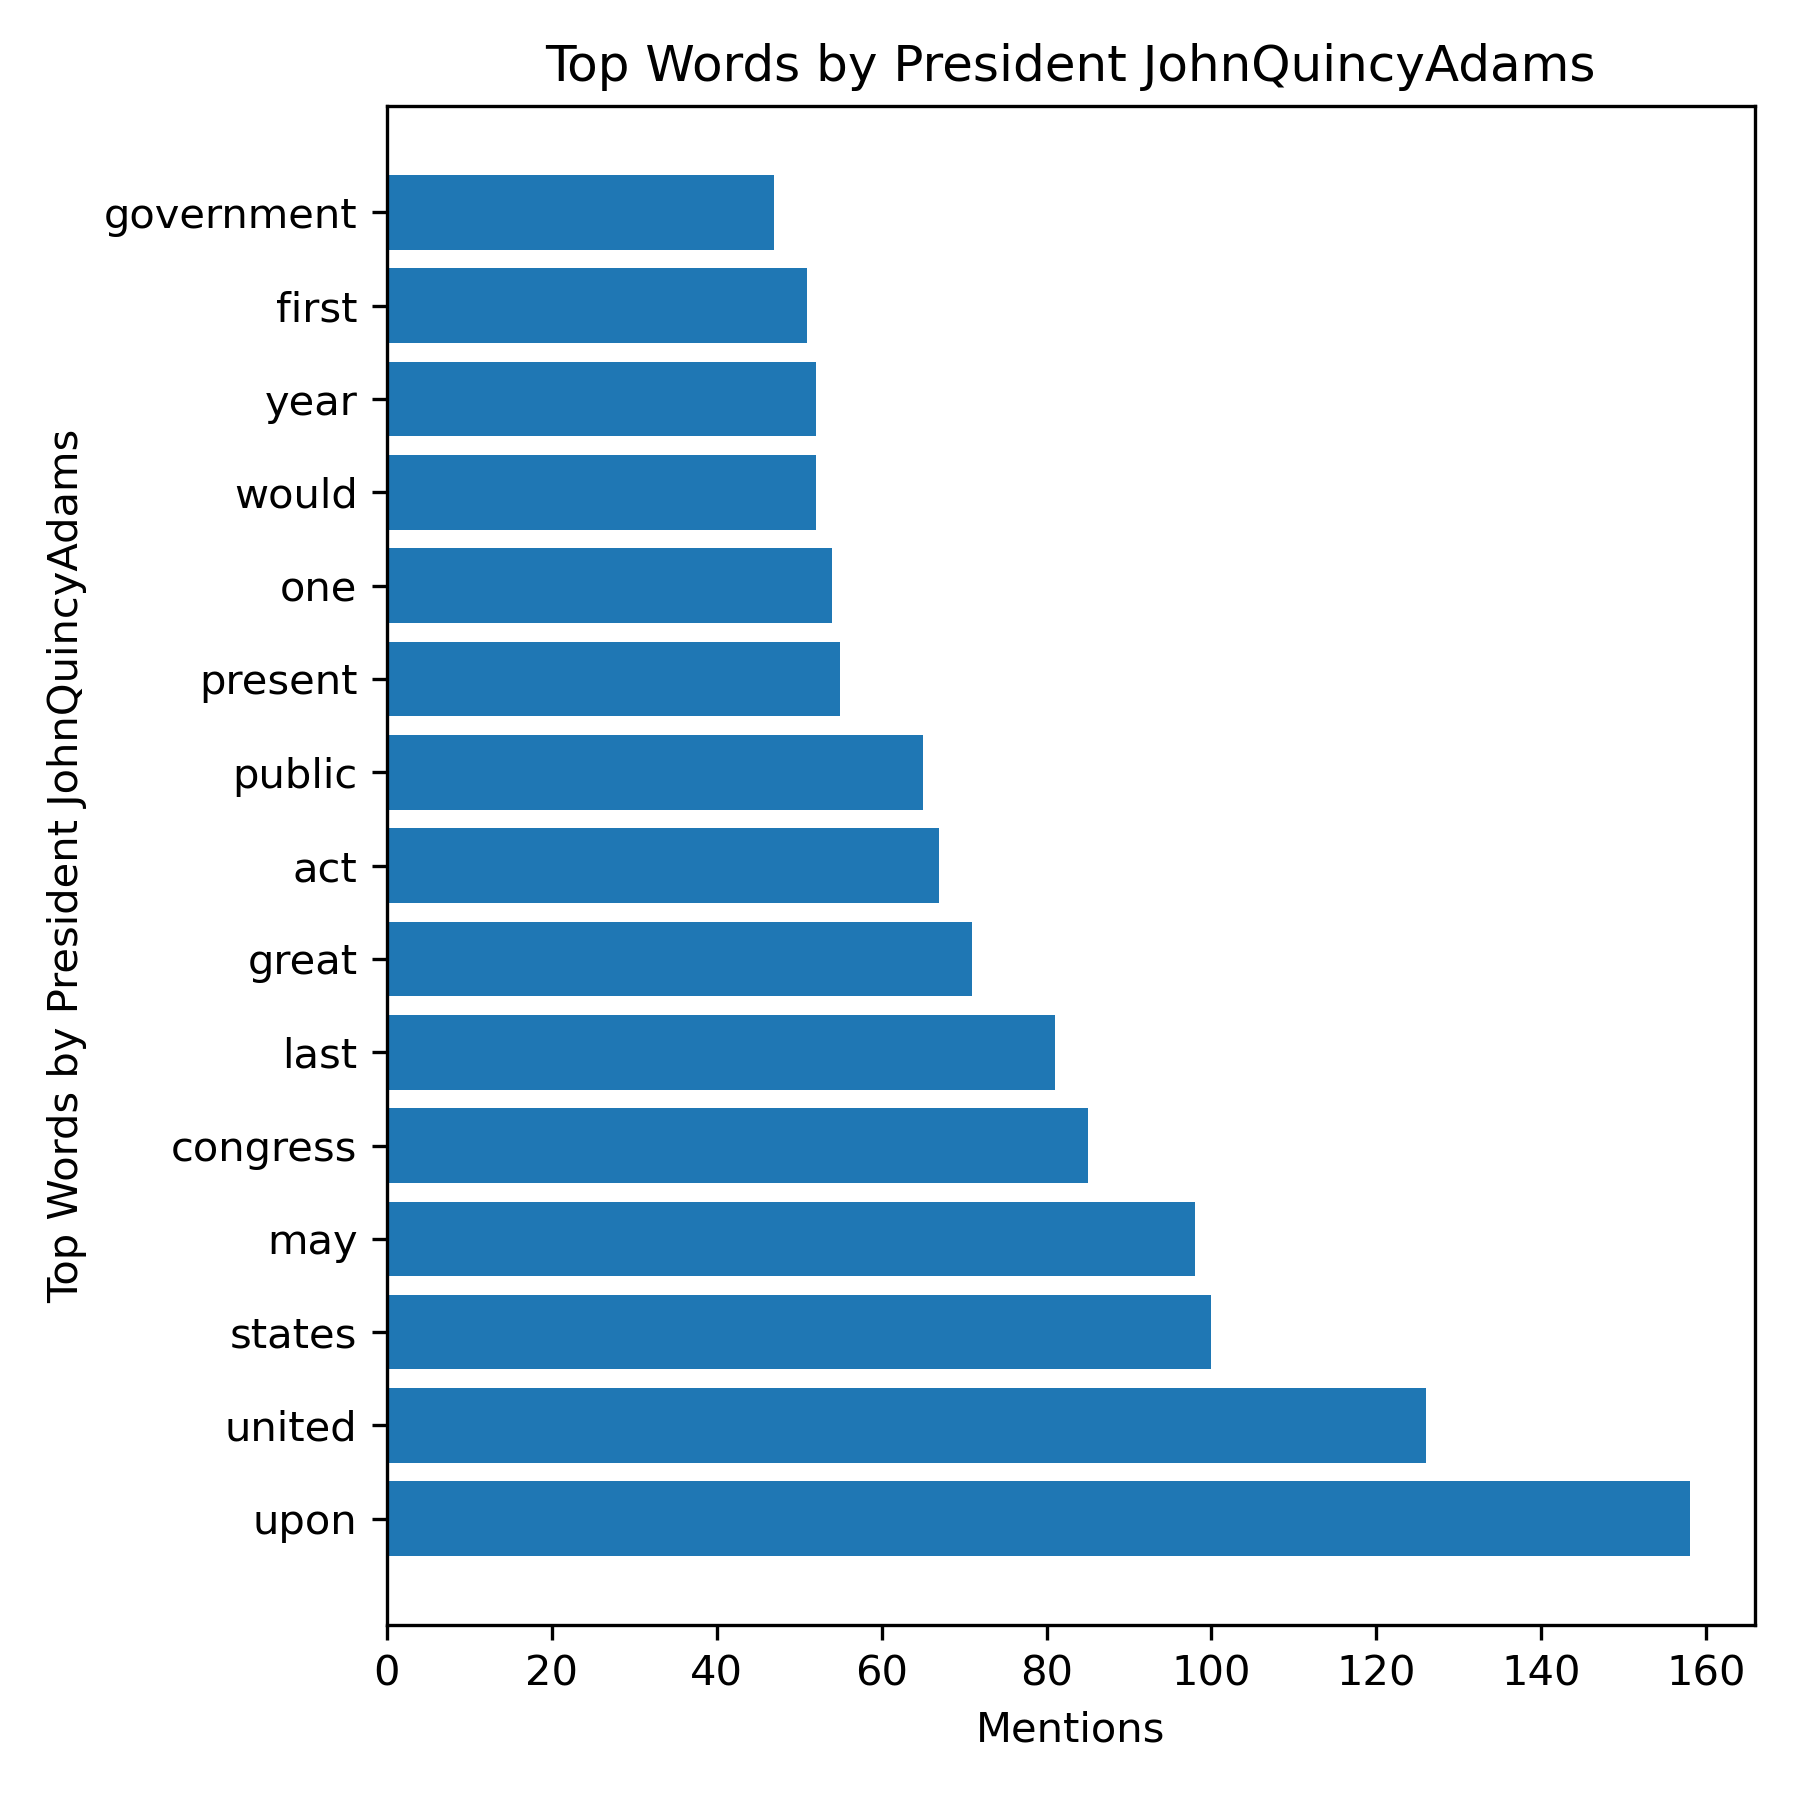 Top Words by President JohnQuincyAdams
Top Words by President JohnQuincyAdams
government
first
year
would
one
present
public
act
great
last
congress
may
states
united
upon
0 20 40 60 80 100 120 140 160
Mentions